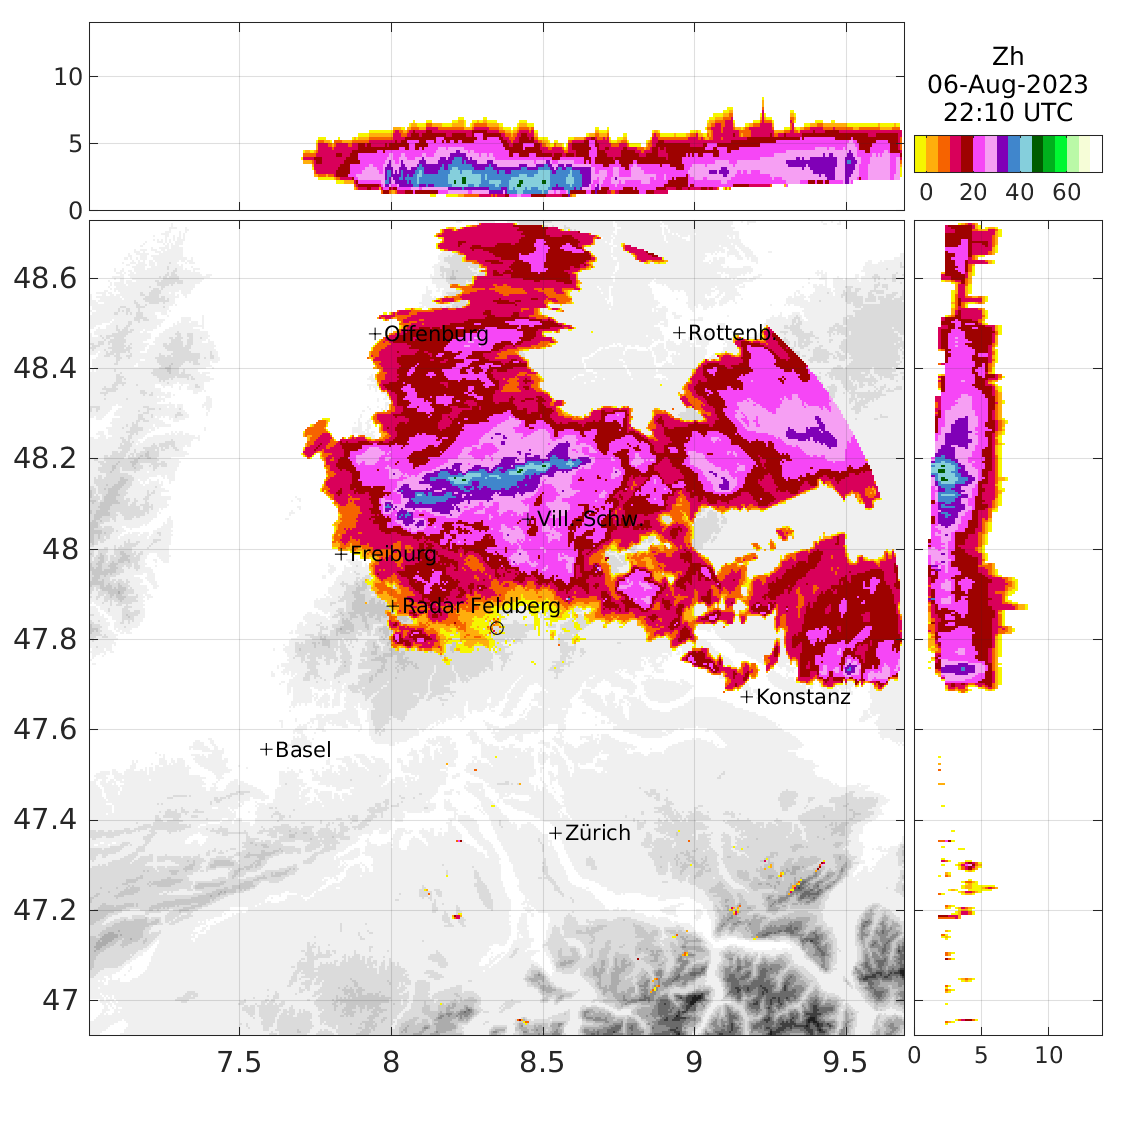 10
5
0
Zh
06-Aug-2023
22:10 UTC
0 20 40 60
48.6
48.4
48.2
48
47.8
47.6
47.4
47.2
47
+Offenburg
+Rottenb.
+Vill.-Schw.
+Freiburg
+Radar Feldberg
+Konstanz
+Basel
+Zürich
7.5 8 8.5 9 9.5
0 5 10